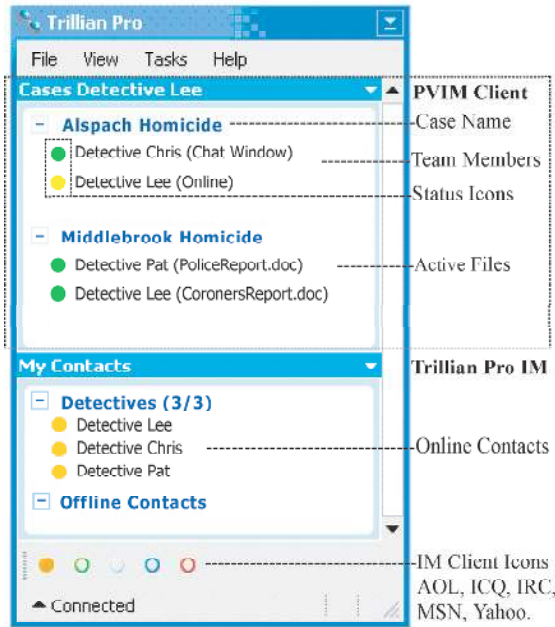 Trillian Pro
File View Tasks Help
Cases Detective Lee
PVIM Client
Alspach Homicide
Case Name
Detective Chris (Chat Window)
Team Members
Detective Lee (Online)
Status Icons
Middlebrook Homicide
Detective Pat (PoliceReport.doc)
Active Files
Detective Lee (CoronersReport.doc)
My Contacts
Trillian Pro IM
Detectives (3/3)
Detective Lee
Detective Chris
Online Contacts
Detective Pat
Offline Contacts
IM Client Icons
AOL, ICQ, IRC,
MSN, Yahoo.
Connected